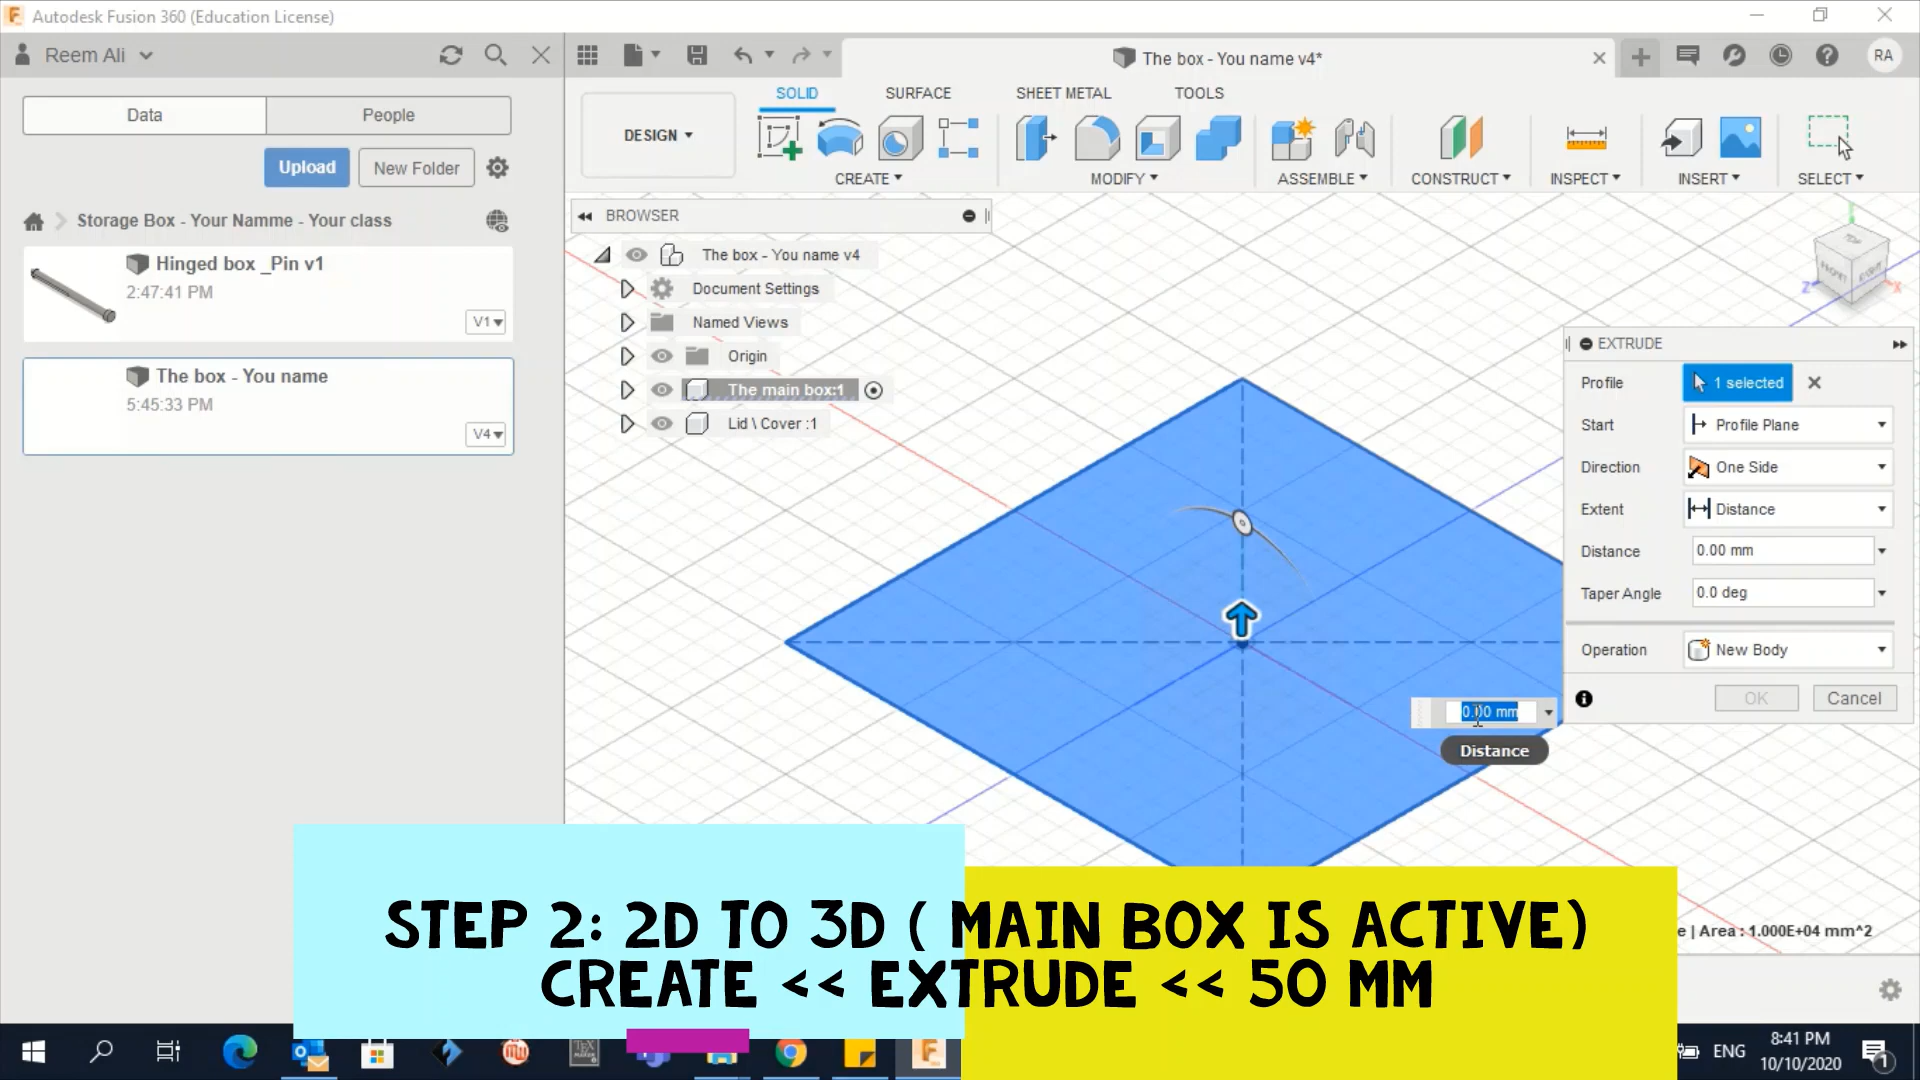 Autodesk Fusion 360 (Education License)
Reem Ali
The box - You name v4*
RA
Data
People
Upload
New Folder
Storage Box - Your Namme - Your class
Hinged box _Pin v1
2:47:41 PM
V1
The box - You name
5:45:33 PM
V4
DESIGN
SOLID
SURFACE
SHEET METAL
TOOLS
CREATE
MODIFY
ASSEMBLE
CONSTRUCT
INSPECT
INSERT
SELECT
BROWSER
The box - You name v4
Document Settings
Named Views
Origin
The main box:1
Lid \ Cover :1
TOP
FRONT
RIGHT
Z
X
EXTRUDE
Profile
1 selected
Start
Profile Plane
Direction
One Side
Extent
Distance
Distance
0.00 mm
Taper Angle
0.0 deg
Operation
New Body
OK
Cancel
0.00 mm
Distance
e | Area : 1.000E+04 mm^2
STEP 2: 2D TO 3D ( MAIN BOX IS ACTIVE)
CREATE << EXTRUDE << 50 MM
ENG
8:41 PM
10/10/2020
1